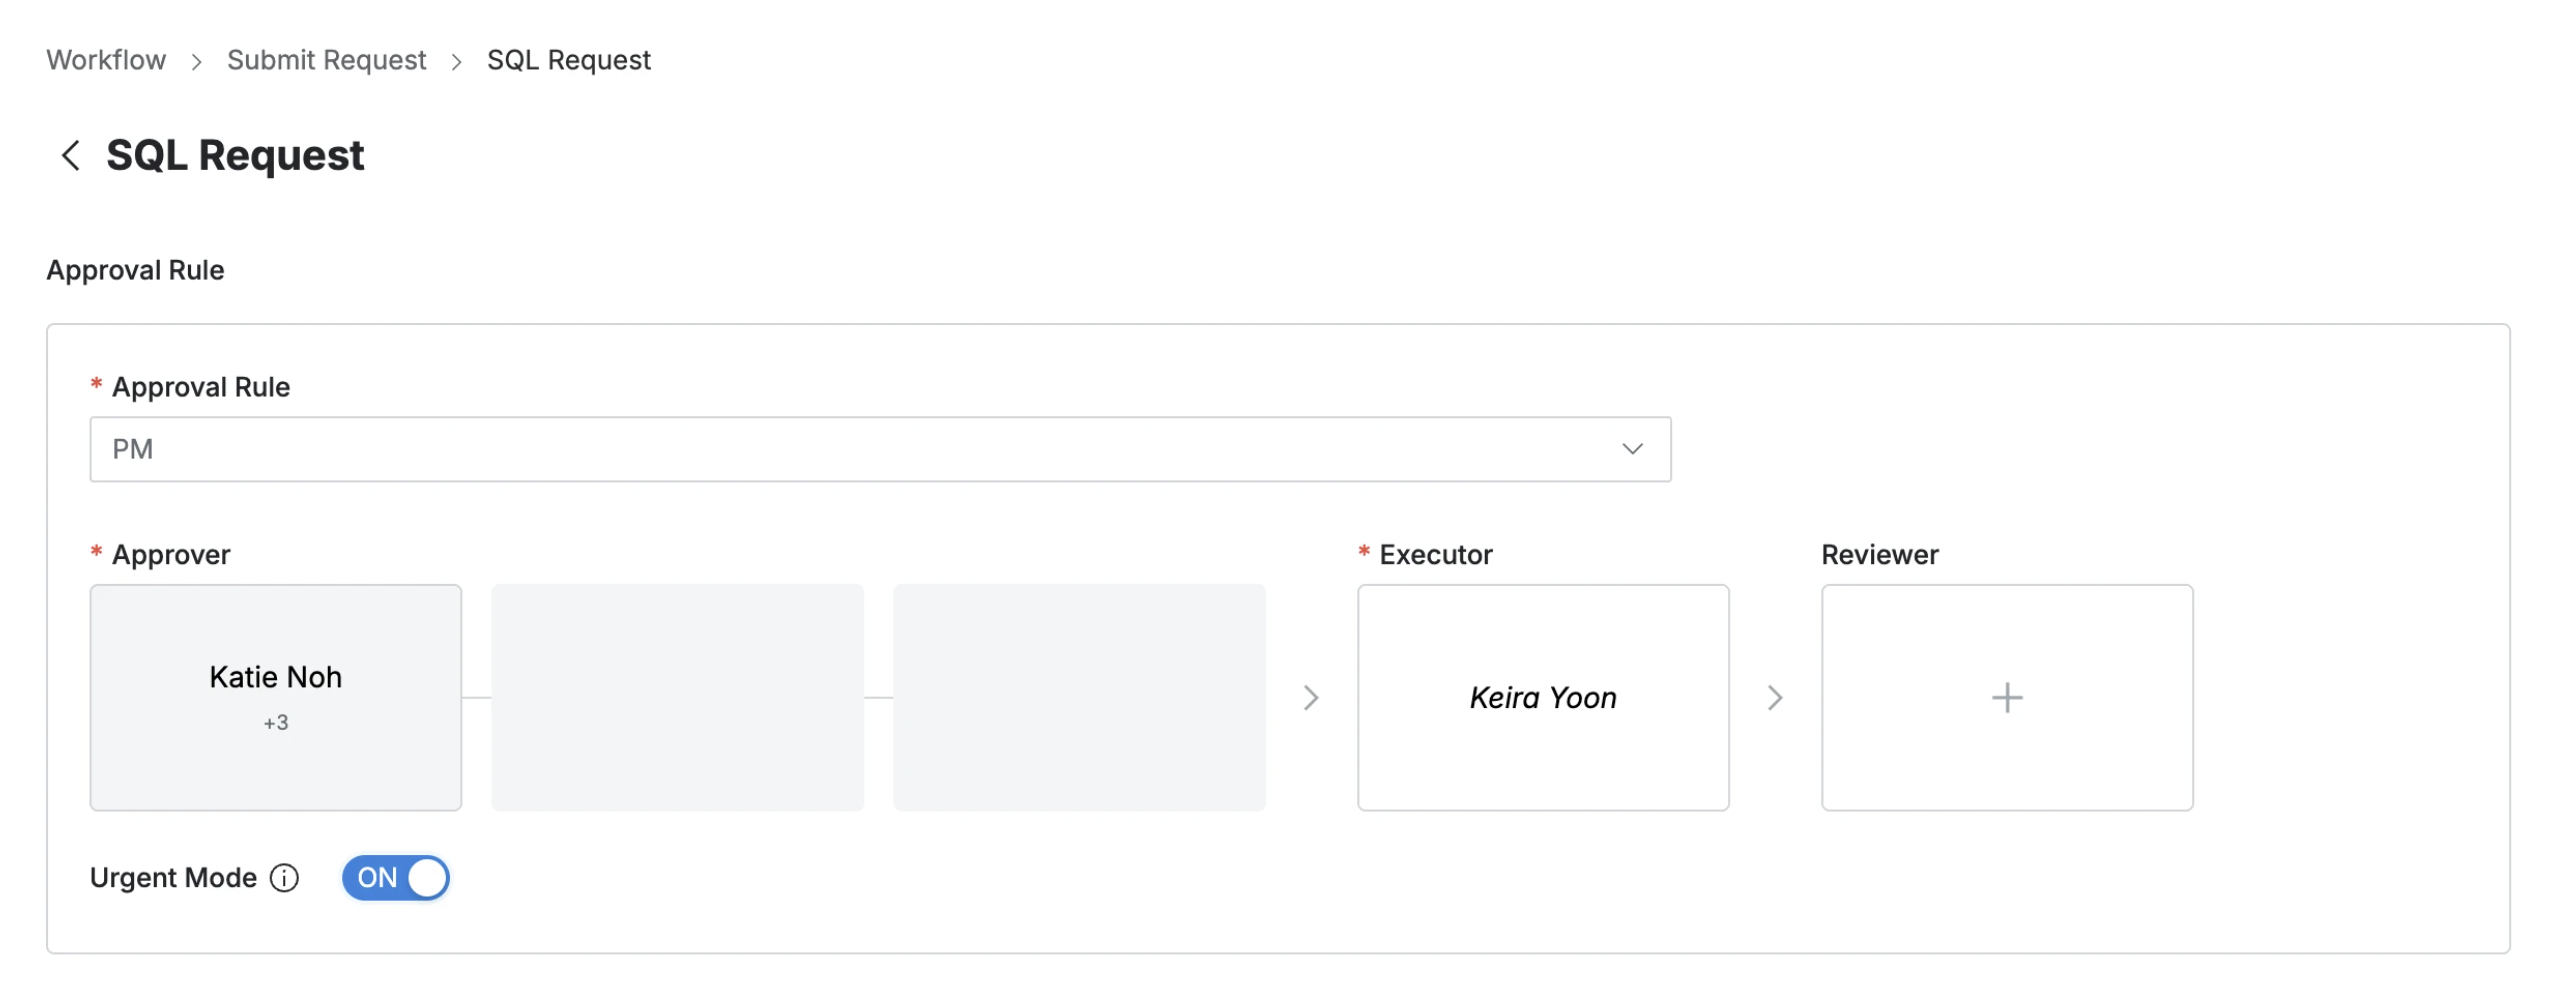 Workflow > Submit Request > SQL Request
SQL Request
Approval Rule
* Approval Rule
PM
* Approver
* Executor
Reviewer
Katie Noh
+3
Keira Yoon
Urgent Mode
ON